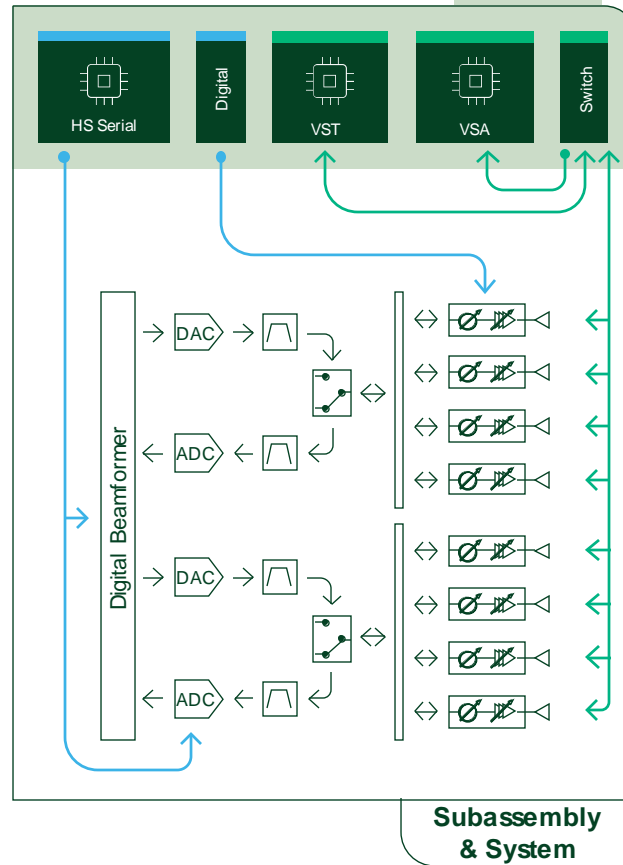 HS Serial
Digital
VST
VSA
Switch
Digital Beamformer
DAC
ADC
DAC
ADC
Subassembly
& System